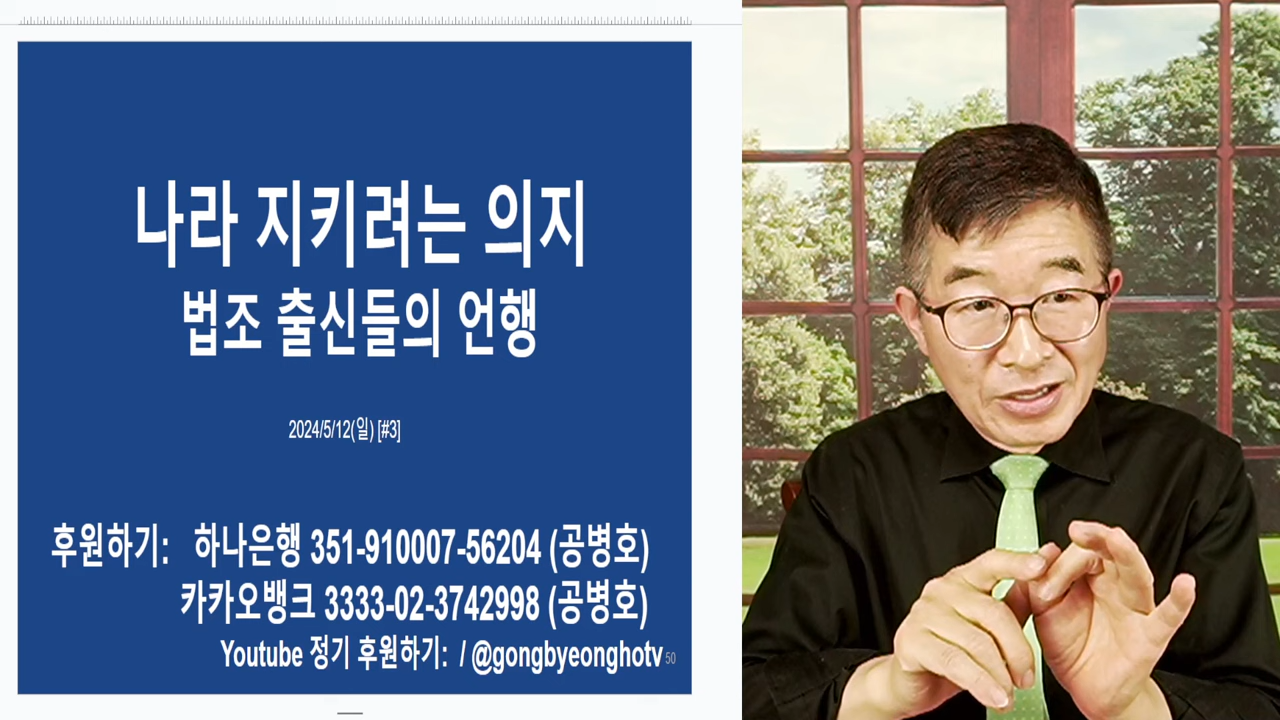 나라 지키려는 의지
법조 출신들의 언행
2024/5/12(일) [#3]
후원하기: 하나은행 351-910007-56204 (공병호)
카카오뱅크 3333-02-3742998 (공병호)
Youtube 정기 후원하기: / @gongbyeonghotv
50